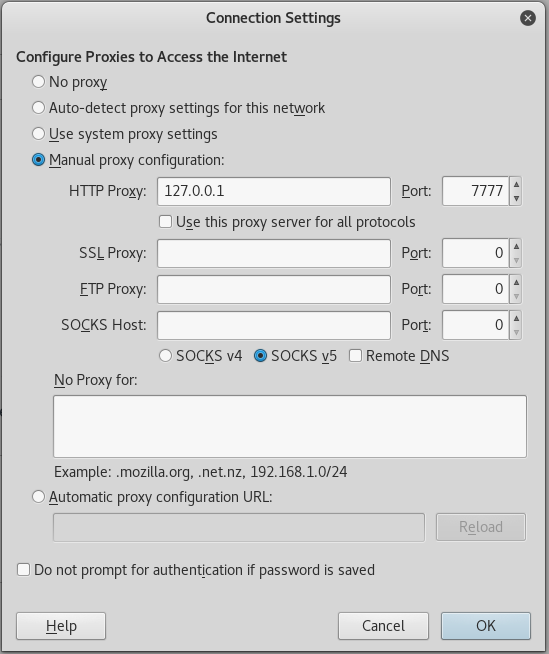 Connection Settings
Configure Proxies to Access the Internet
No proxy
Auto-detect proxy settings for this network
Use system proxy settings
Manual proxy configuration:
HTTP Proxy: 127.0.0.1 Port: 7777
Use this proxy server for all protocols
SSL Proxy: Port: 0
FTP Proxy: Port: 0
SOCKS Host: Port: 0
SOCKS v4 SOCKS v5 Remote DNS
No Proxy for:
Example: .mozilla.org, .net.nz, 192.168.1.0/24
Automatic proxy configuration URL:
Reload
Do not prompt for authentication if password is saved
Help Cancel OK